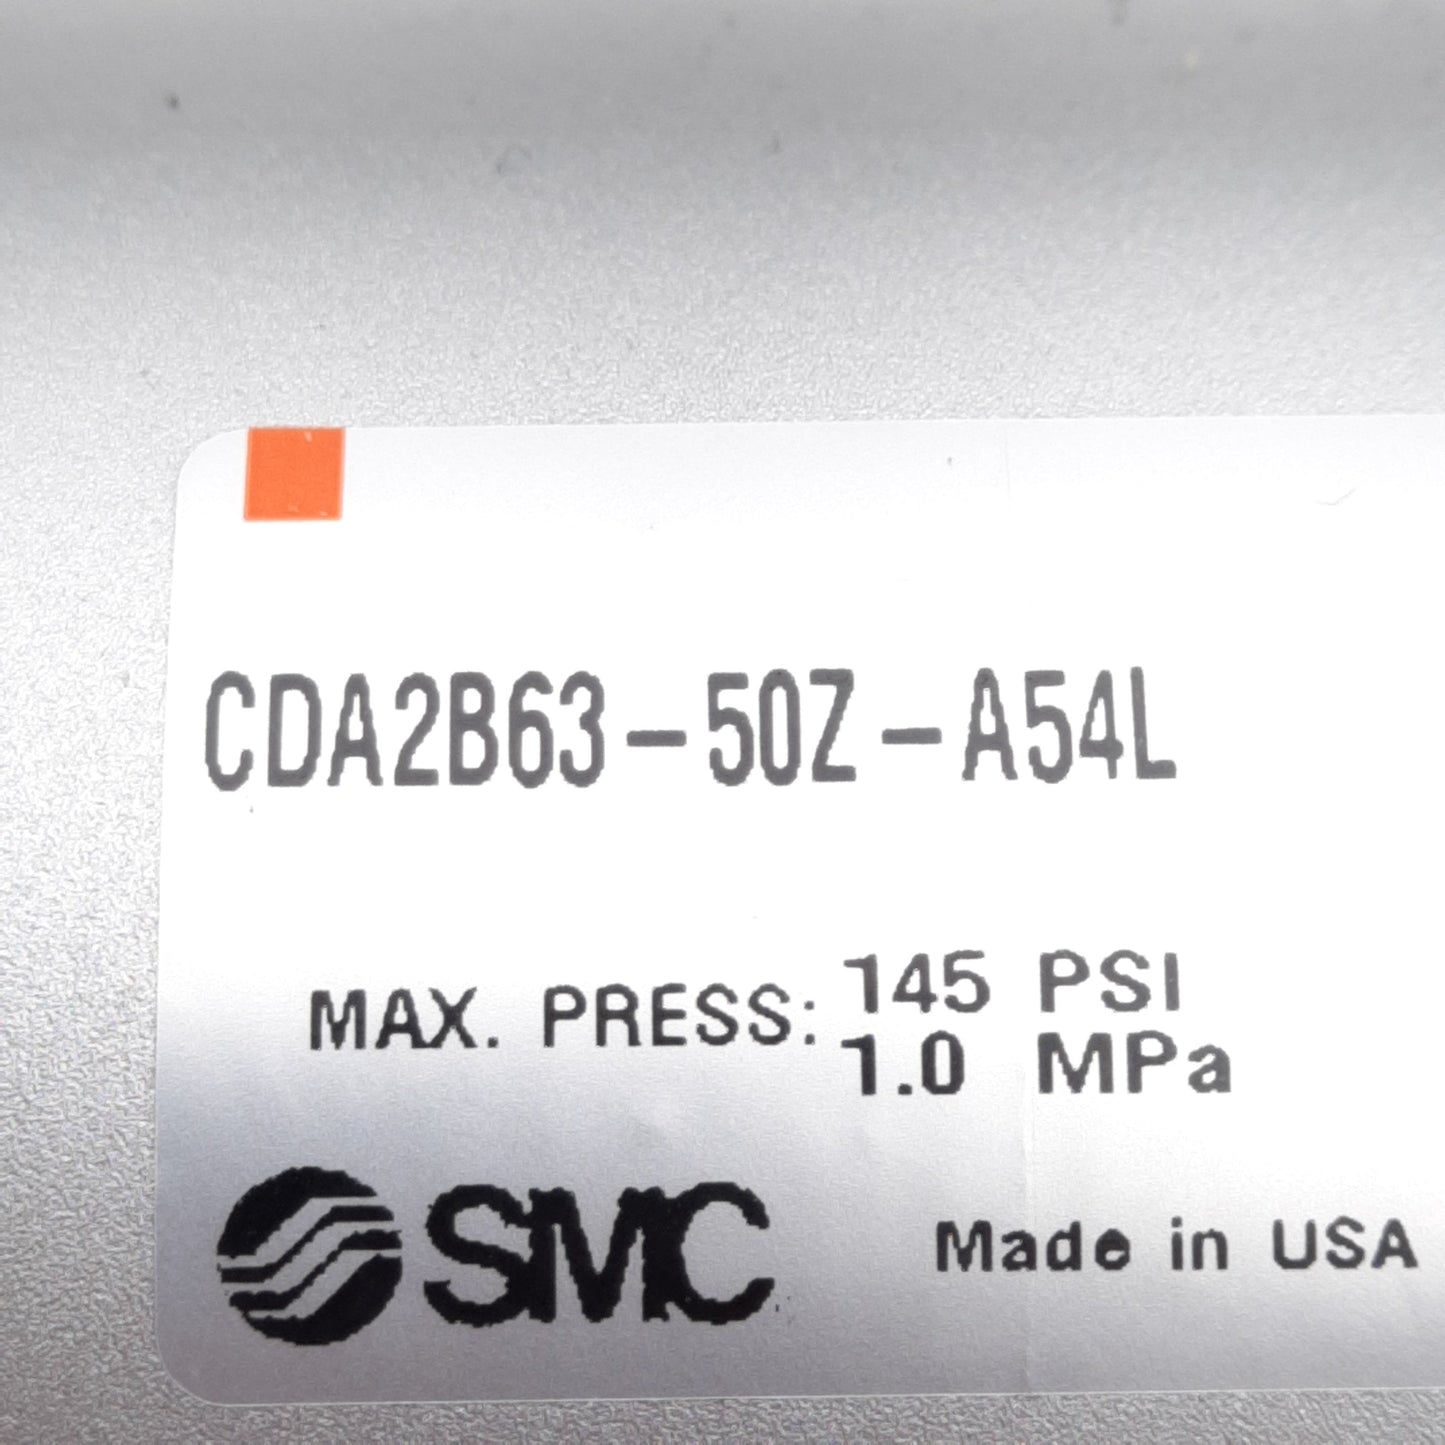 CDA2B63-50Z-A54L
MAX. PRESS: 145 PSI
1.0 MPa
SMC Made in USA